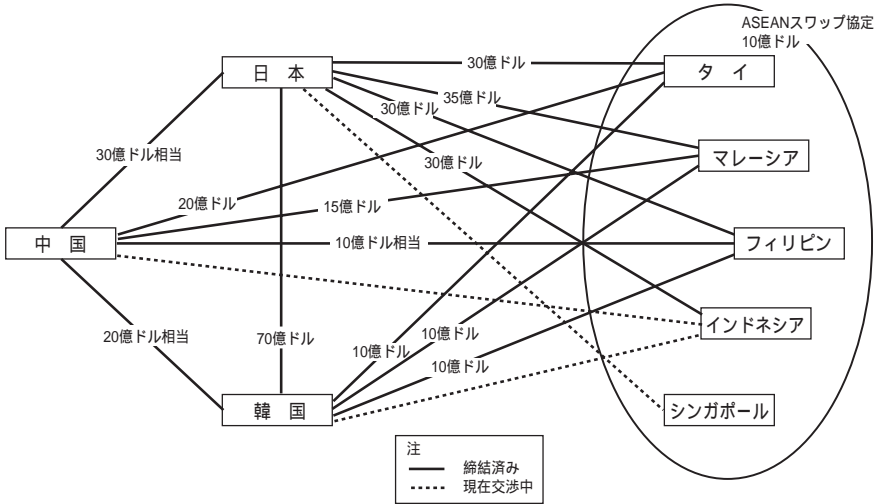 ASEANスワップ協定
10億ドル
日 本
30億ドル
タ イ
35億ドル
30億ドル
30億ドル相当
30億ドル
マレーシア
20億ドル
15億ドル
中 国
10億ドル相当
フィリピン
20億ドル相当
70億ドル
10億ドル
10億ドル
10億ドル
インドネシア
韓 国
シンガポール
注
締結済み
現在交渉中